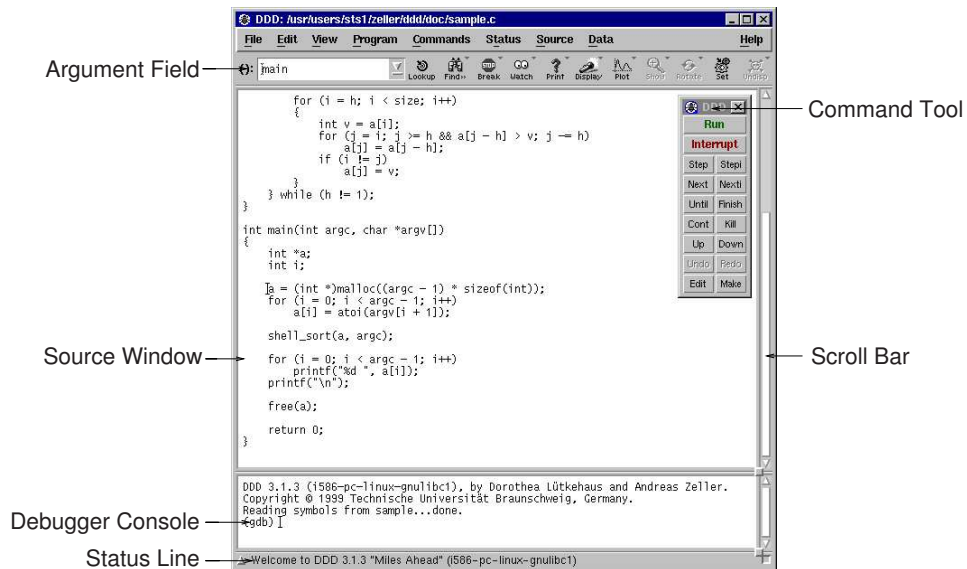 DDD: /usr/users/sts1/zeller/ddd/doc/sample.c
File Edit View Program Commands Status Source Data Help
Argument Field
(): main
Lookup Find>> Break Watch Print Display Plot Show Rotate Set Undisp
for (i = h; i < size; i++)
{
int v = a[i];
for (j = i; j >= h && a[j - h] > v; j -= h)
a[j] = a[j - h];
if (i != j)
a[j] = v;
}
} while (h != 1);
}
int main(int argc, char *argv[])
{
int *a;
int i;
a = (int *)malloc((argc - 1) * sizeof(int));
for (i = 0; i < argc - 1; i++)
a[i] = atoi(argv[i + 1]);
shell_sort(a, argc);
for (i = 0; i < argc - 1; i++)
printf("%d ", a[i]);
printf("\n");
free(a);
return 0;
}
DDD
Run
Interrupt
Step Stepi
Next Nexti
Until Finish
Cont Kill
Up Down
Undo Redo
Edit Make
Command Tool
Source Window
Scroll Bar
DDD 3.1.3 (i586-pc-linux-gnulibc1), by Dorothea Lütkehaus and Andreas Zeller.
Copyright © 1999 Technische Universität Braunschweig, Germany.
Reading symbols from sample...done.
(gdb)
Debugger Console
Status Line
Welcome to DDD 3.1.3 "Miles Ahead" (i586-pc-linux-gnulibc1)